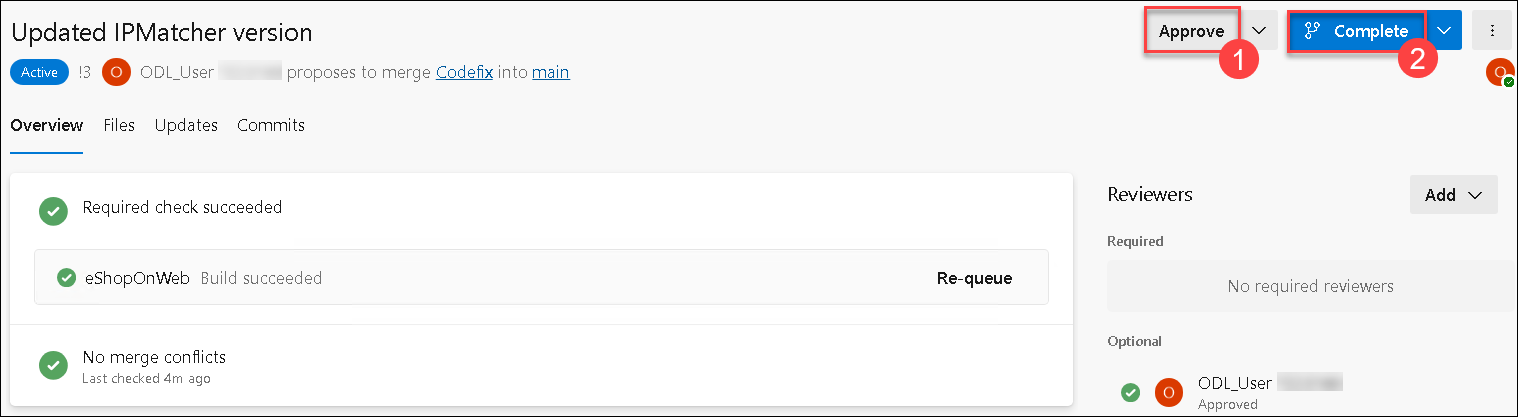 Updated IPMatcher version
Approve
1
Complete
2
Active !3 O ODL_User proposes to merge Codefix into main
O
Overview Files Updates Commits
Required check succeeded
eShopOnWeb Build succeeded Re-queue
No merge conflicts
Last checked 4m ago
Reviewers Add
Required
No required reviewers
Optional
O ODL_User
Approved